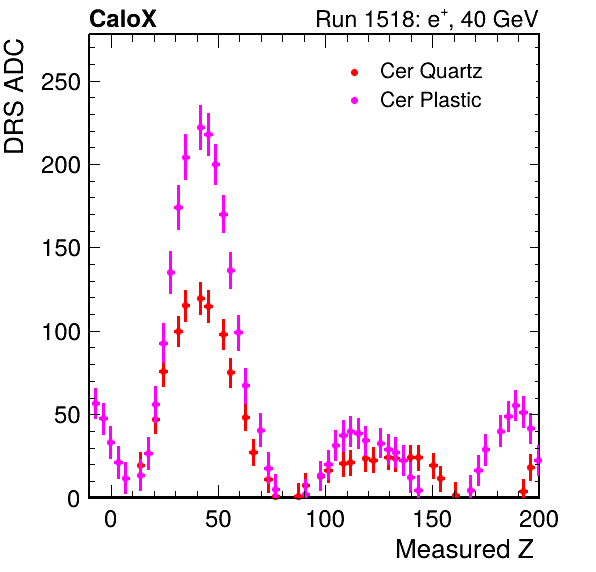 CaloX Run 1518: e+, 40 GeV
DRS ADC
Cer Quartz
Cer Plastic
250
200
150
100
50
0
0 50 100 150 200
Measured Z